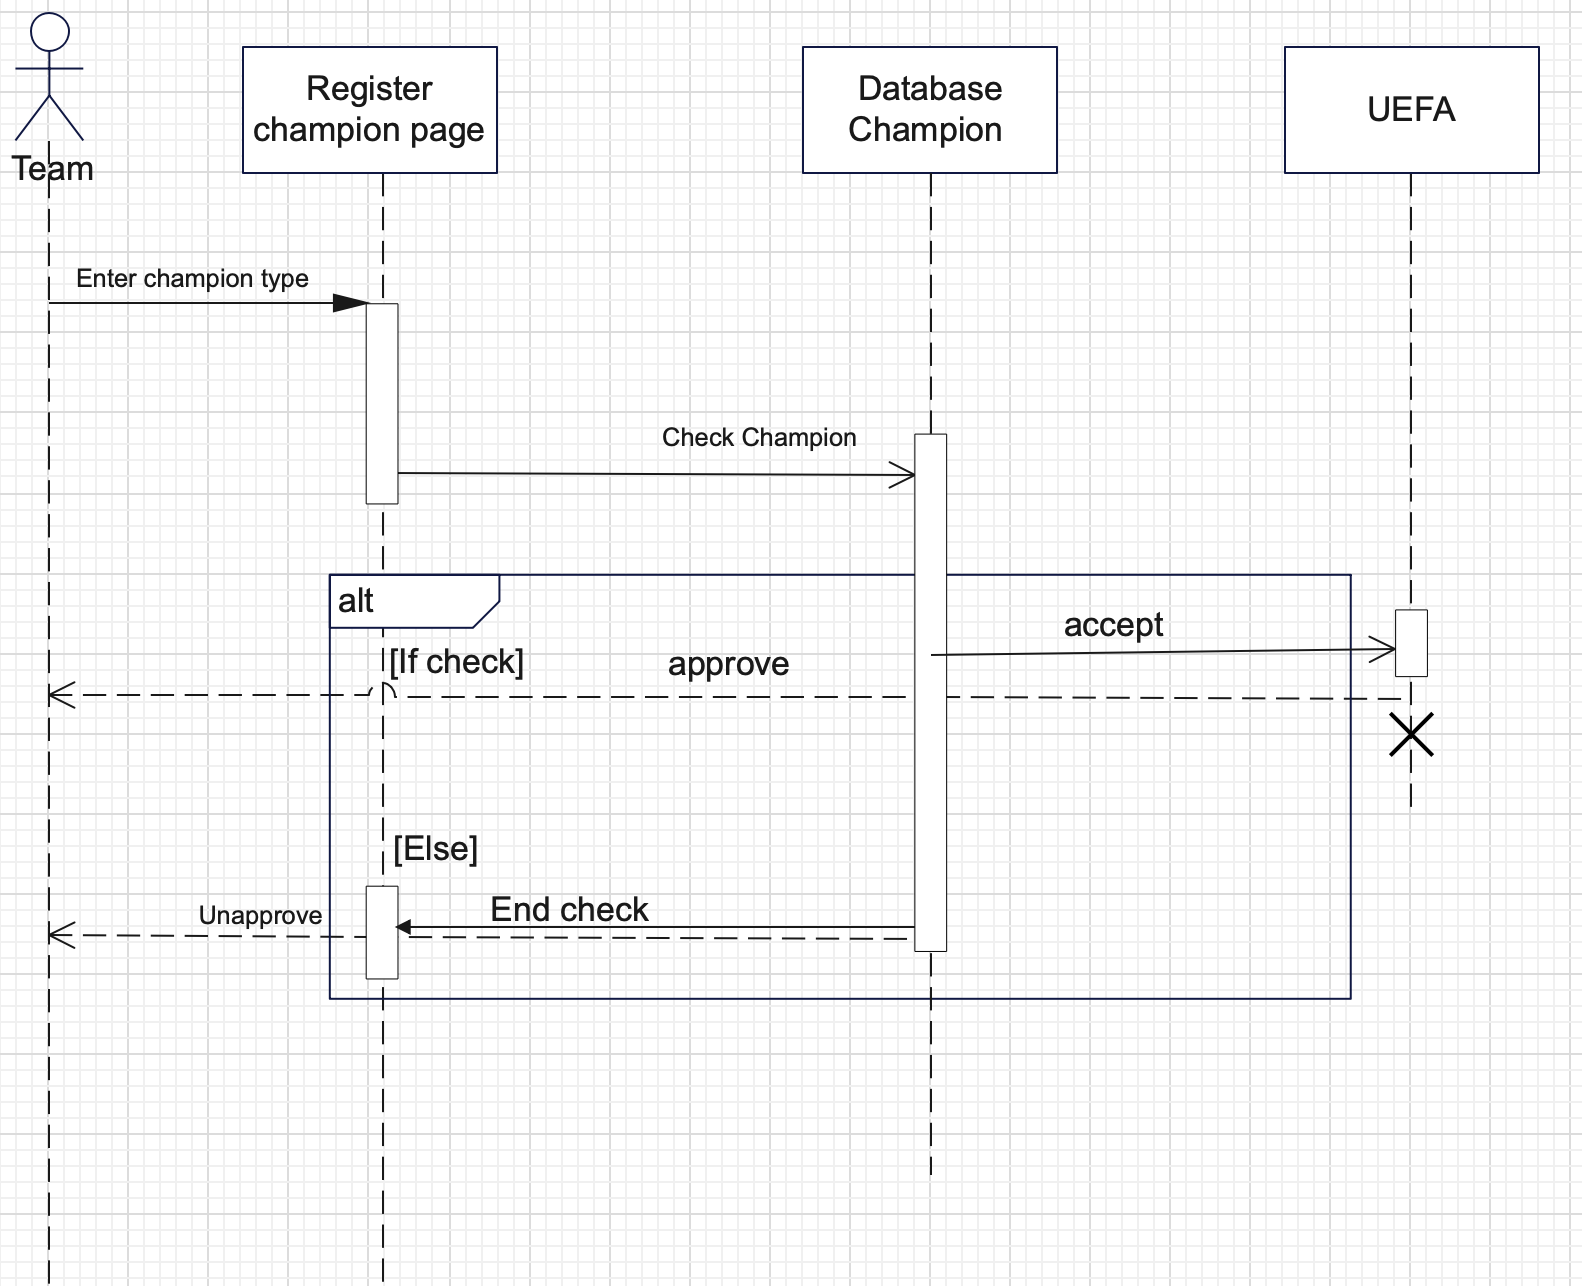 Team
Register
champion page
Database
Champion
UEFA
Enter champion type
Check Champion
alt
accept
[If check]
approve
[Else]
End check
Unapprove